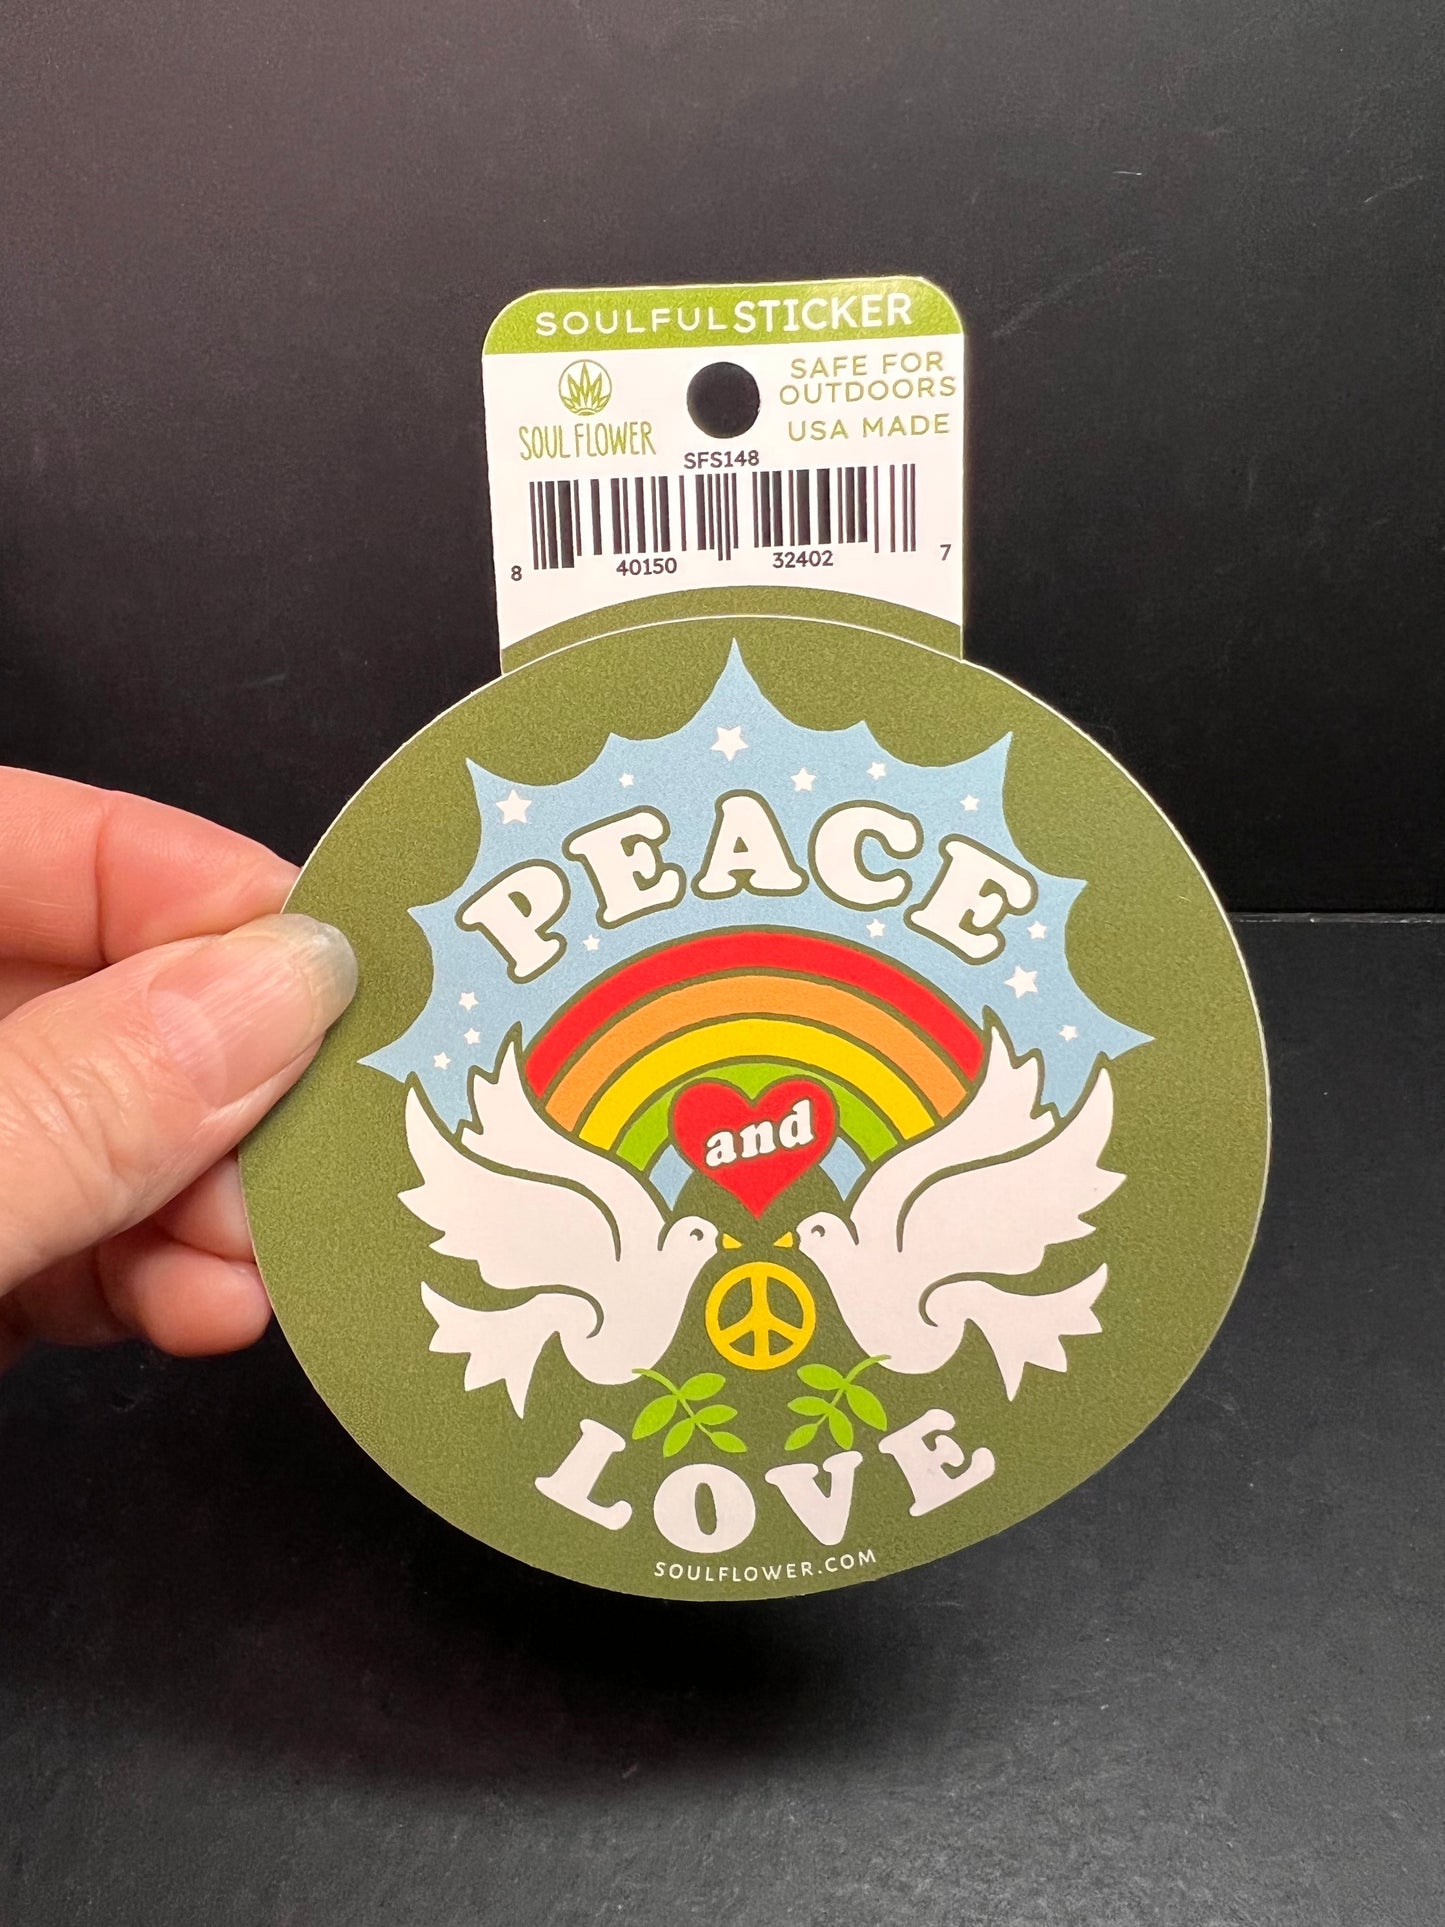 SOULFULSTICKER
SOUL FLOWER
SAFE FOR
OUTDOORS
USA MADE
SFS148
8 40150 32402 7
PEACE
and
LOVE
SOULFLOWER.COM